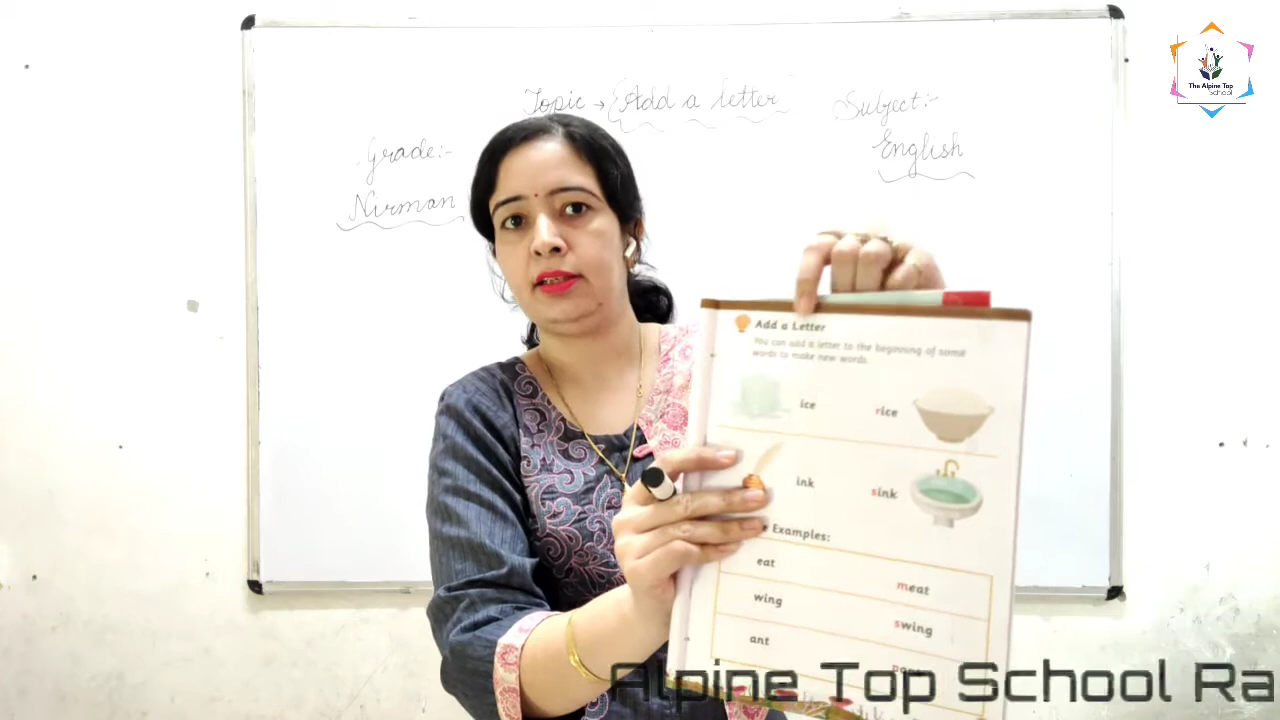 Topic → Add a letter
Subject:-
English
Grade:-
Nirman
The Alpine Top
School
Add a Letter
You can add a letter to the beginning of some
words to make new words.
ice rice
ink sink
Examples:
eat meat
wing swing
ant
Alpine Top School Ra